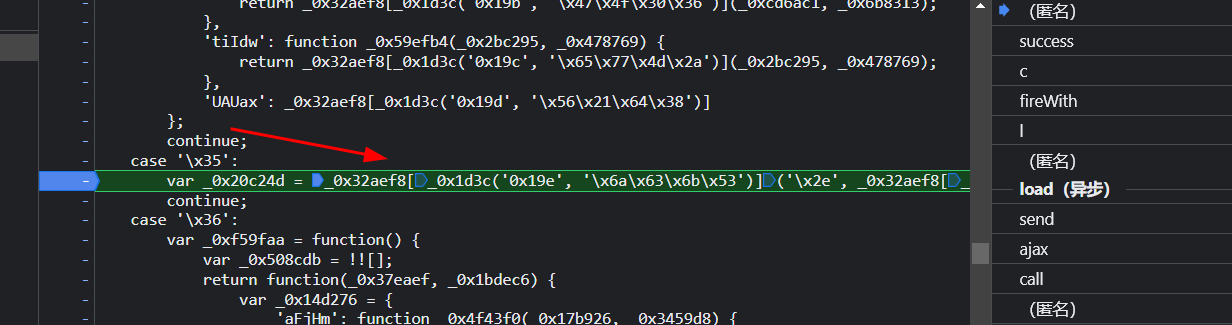 return _0x32aef8[_0x1d3c('0x19b', '\x47\x4f\x30\x36')](_0xcd6ac1, _0x6b8313);
},
'tiIdw': function _0x59efb4(_0x2bc295, _0x478769) {
return _0x32aef8[_0x1d3c('0x19c', '\x65\x77\x4d\x2a')](_0x2bc295, _0x478769);
},
'UAUax': _0x32aef8[_0x1d3c('0x19d', '\x56\x21\x64\x38')]
};
continue;
case '\x35':
var _0x20c24d = _0x32aef8[_0x1d3c('0x19e', '\x6a\x63\x6b\x53')]('\x2e', _0x32aef8[_
continue;
case '\x36':
var _0xf59faa = function() {
var _0x508cdb = !![];
return function(_0x37eaef, _0x1bdec6) {
var _0x14d276 = {
'aFjHm': function _0x4f43f0(_0x17b926, _0x3459d8) {
(匿名)
success
c
fireWith
l
(匿名)
load（异步）
send
ajax
call
(匿名)